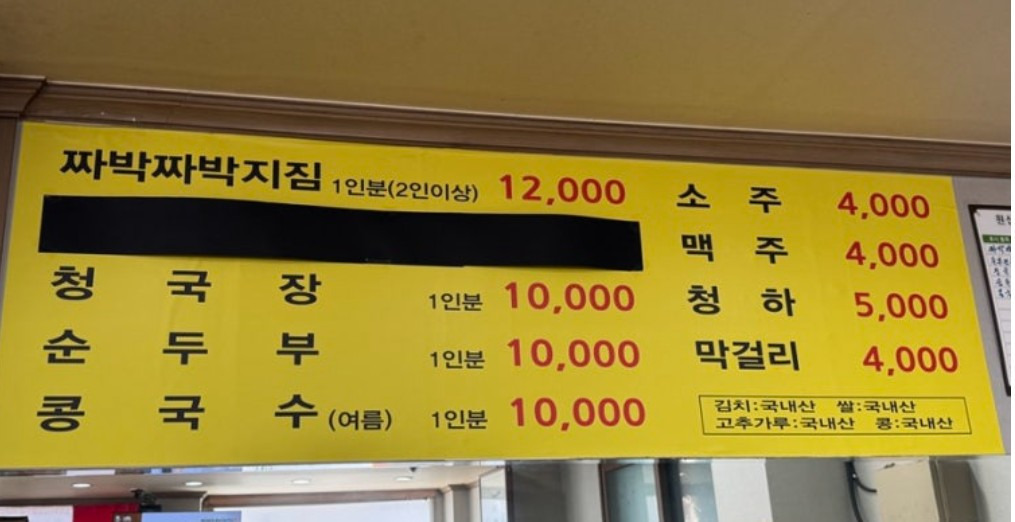 짜박짜박지짐 1인분(2인이상) 12,000
청국장 1인분 10,000
순두부 1인분 10,000
콩국수(여름) 1인분 10,000
소주 4,000
맥주 4,000
청하 5,000
막걸리 4,000
김치:국내산 쌀:국내산
고추가루:국내산 콩:국내산